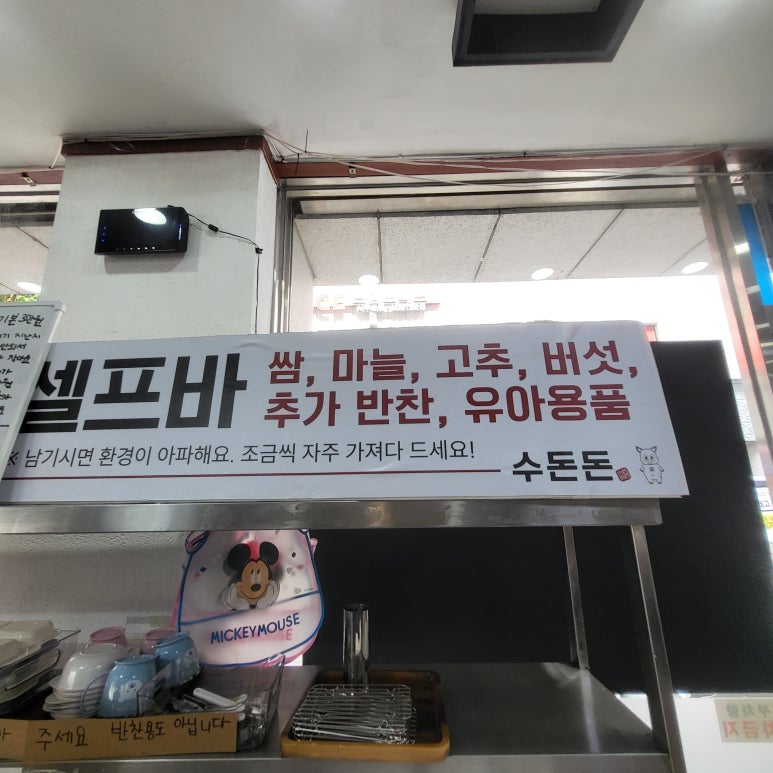 셀프바
쌈, 마늘, 고추, 버섯,
추가 반찬, 유아용품
※ 남기시면 환경이 아파해요. 조금씩 자주 가져다 드세요!
수돈돈
MICKEYMOUSE
주세요 반찬용도 아닙니다